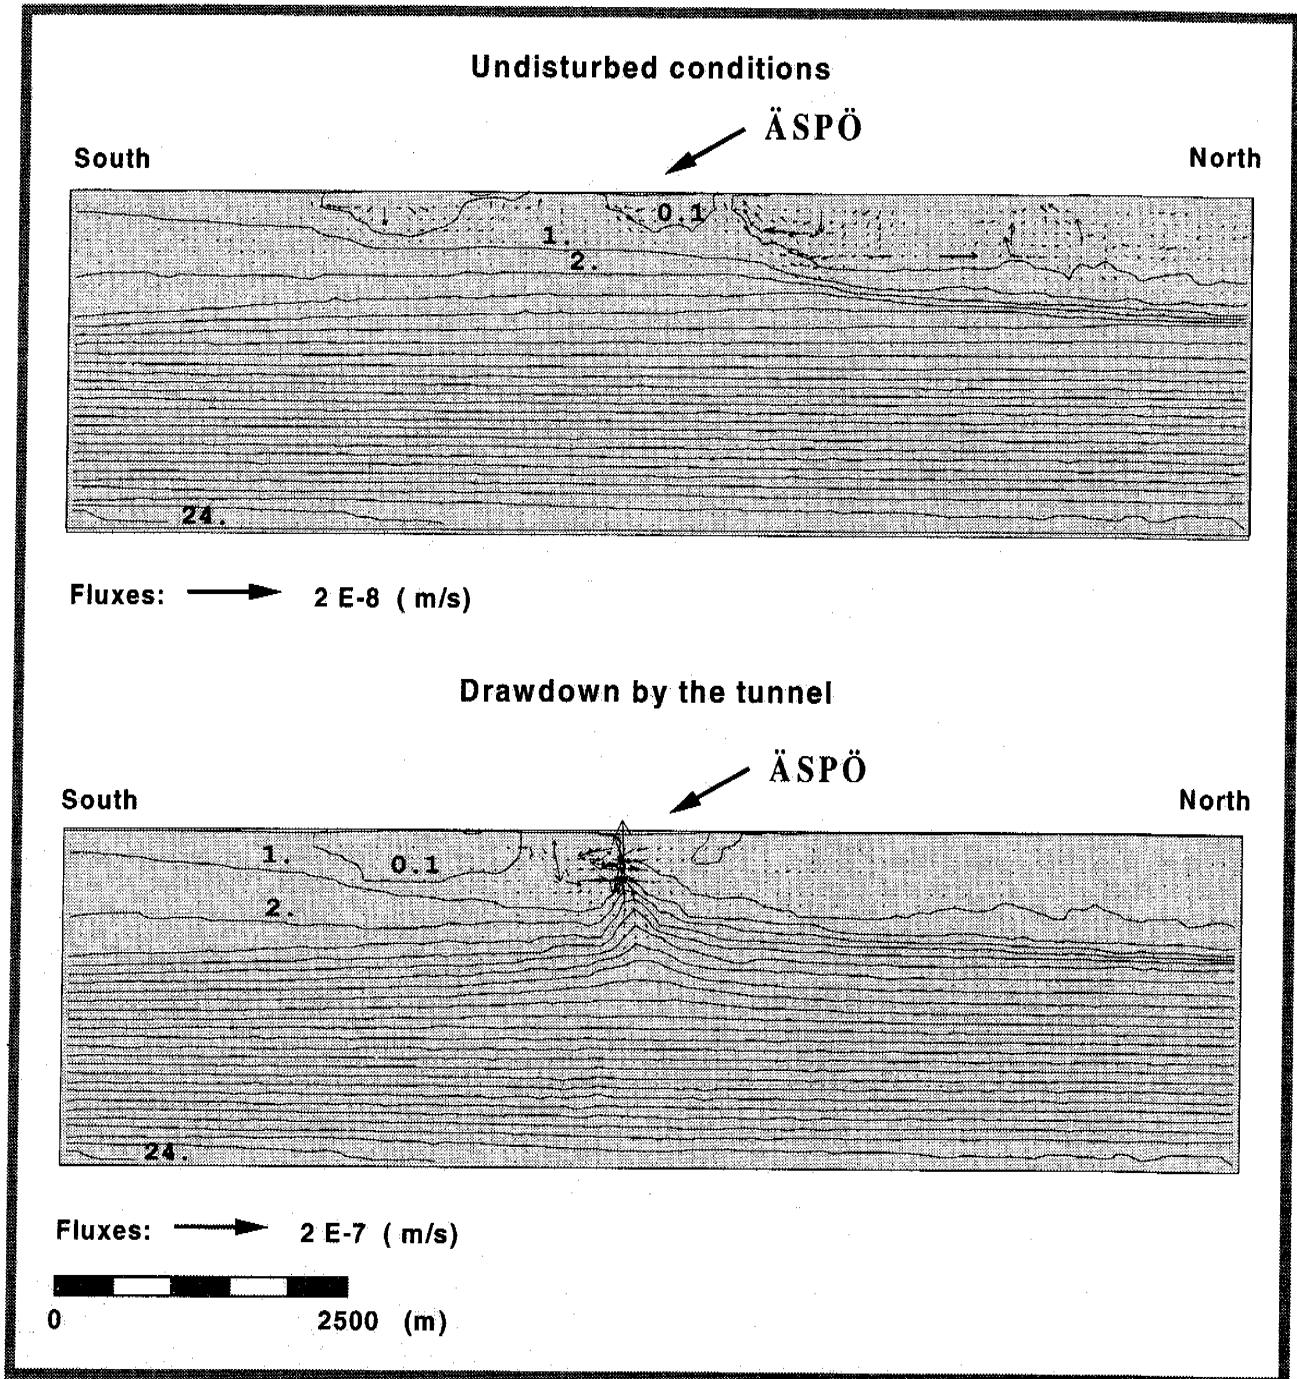 Undisturbed conditions
ÄSPÖ
South North
0.1
1.
2.
24.
Fluxes: 2 E-8 ( m/s)
Drawdown by the tunnel
ÄSPÖ
South North
1. 0.1
2.
24.
Fluxes: 2 E-7 ( m/s)
0 2500 (m)